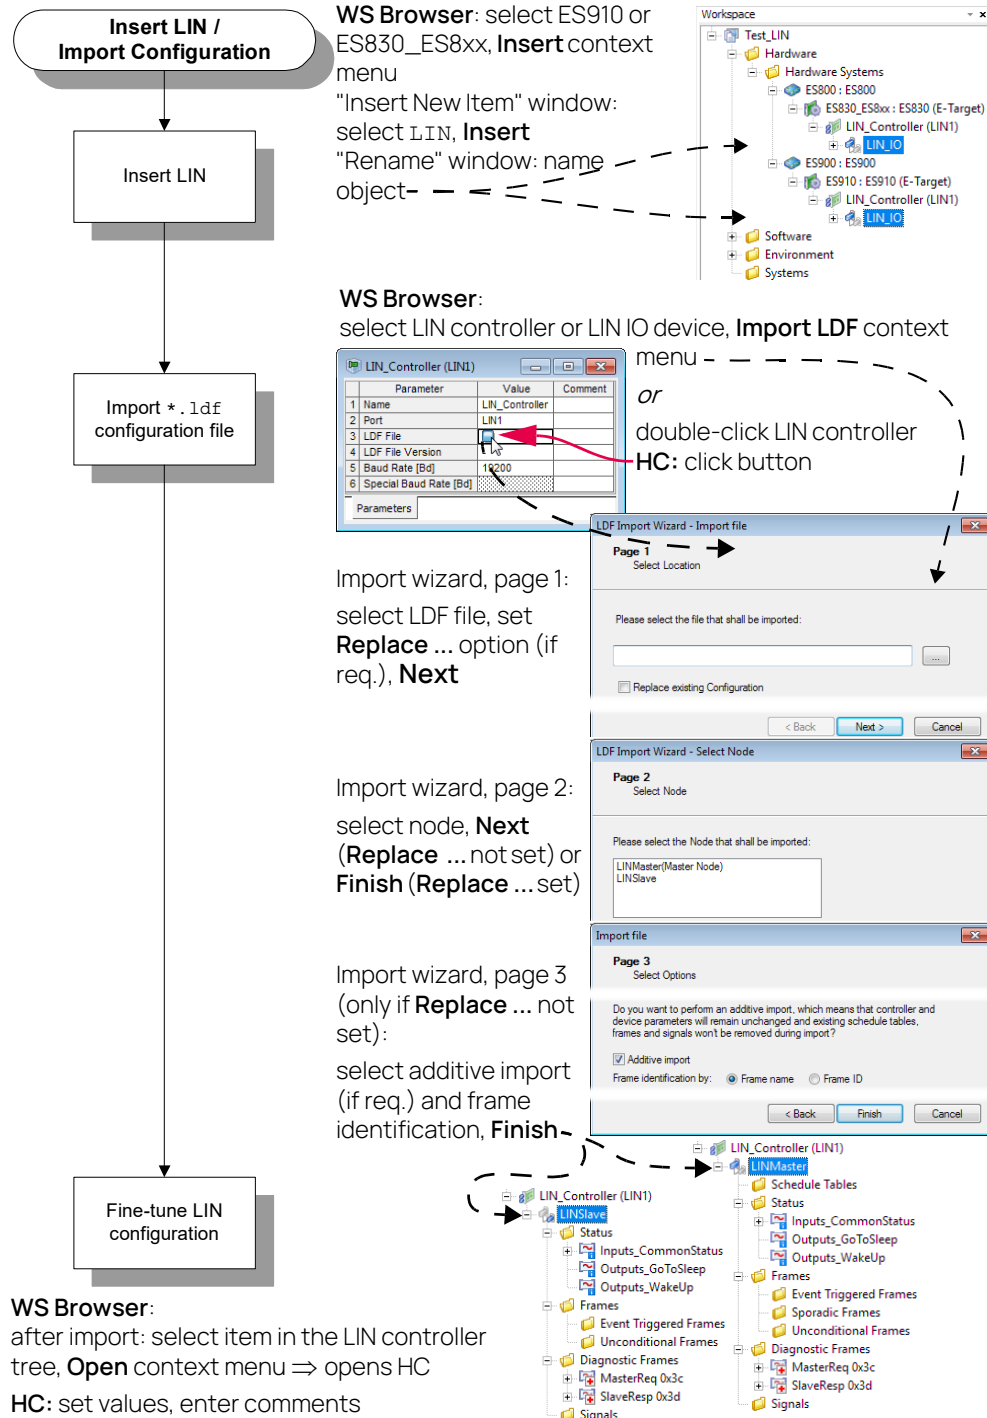 Insert LIN /
Import Configuration
Insert LIN
Import *.ldf
configuration file
Fine-tune LIN
configuration
WS Browser: select ES910 or
ES830_ES8xx, Insert context
menu
"Insert New Item" window:
select LIN, Insert
"Rename" window: name
object
Workspace
Test_LIN
Hardware
Hardware Systems
ES800 : ES800
ES830_ES8xx : ES830 (E-Target)
LIN_Controller (LIN1)
LIN_IO
ES900 : ES900
ES910 : ES910 (E-Target)
LIN_Controller (LIN1)
LIN_IO
Software
Environment
Systems
WS Browser:
select LIN controller or LIN IO device, Import LDF context
menu
or
double-click LIN controller
HC: click button
LIN_Controller (LIN1)
Parameter Value Comment
1 Name LIN_Controller
2 Port LIN1
3 LDF File
4 LDF File Version
5 Baud Rate [Bd] 19200
6 Special Baud Rate [Bd]
Parameters
Import wizard, page 1:
select LDF file, set
Replace ... option (if
req.), Next
LDF Import Wizard - Import file
Page 1
Select Location
Please select the file that shall be imported:
...
Replace existing Configuration
< Back Next > Cancel
Import wizard, page 2:
select node, Next
(Replace ... not set) or
Finish (Replace ... set)
LDF Import Wizard - Select Node
Page 2
Select Node
Please select the Node that shall be imported:
LINMaster(Master Node)
LINSlave
Import wizard, page 3
(only if Replace ... not
set):
select additive import
(if req.) and frame
identification, Finish
Import file
Page 3
Select Options
Do you want to perform an additive import, which means that controller and
device parameters will remain unchanged and existing schedule tables,
frames and signals won't be removed during import?
Additive import
Frame identification by: Frame name Frame ID
< Back Finish Cancel
LIN_Controller (LIN1)
LINSlave
Status
Inputs_CommonStatus
Outputs_GoToSleep
Outputs_WakeUp
Frames
Event Triggered Frames
Unconditional Frames
Diagnostic Frames
MasterReq 0x3c
SlaveResp 0x3d
Signals
LIN_Controller (LIN1)
LINMaster
Schedule Tables
Status
Inputs_CommonStatus
Outputs_GoToSleep
Outputs_WakeUp
Frames
Event Triggered Frames
Sporadic Frames
Unconditional Frames
Diagnostic Frames
MasterReq 0x3c
SlaveResp 0x3d
Signals
WS Browser:
after import: select item in the LIN controller
tree, Open context menu ⇒ opens HC
HC: set values, enter comments